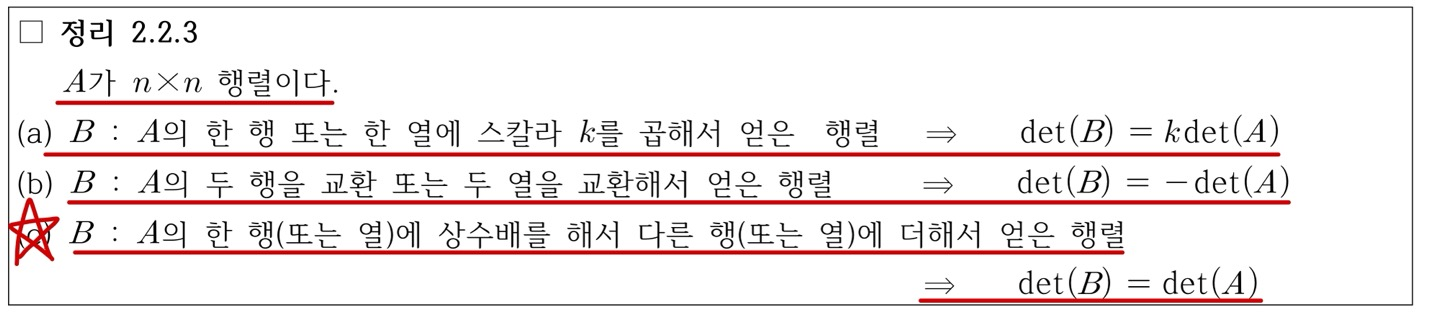 □ 정리 2.2.3
A가 n×n 행렬이다.
(a) B : A의 한 행 또는 한 열에 스칼라 k를 곱해서 얻은 행렬 ⇒ det(B) = kdet(A)
(b) B : A의 두 행을 교환 또는 두 열을 교환해서 얻은 행렬 ⇒ det(B) = −det(A)
(c) B : A의 한 행(또는 열)에 상수배를 해서 다른 행(또는 열)에 더해서 얻은 행렬
⇒ det(B) = det(A)